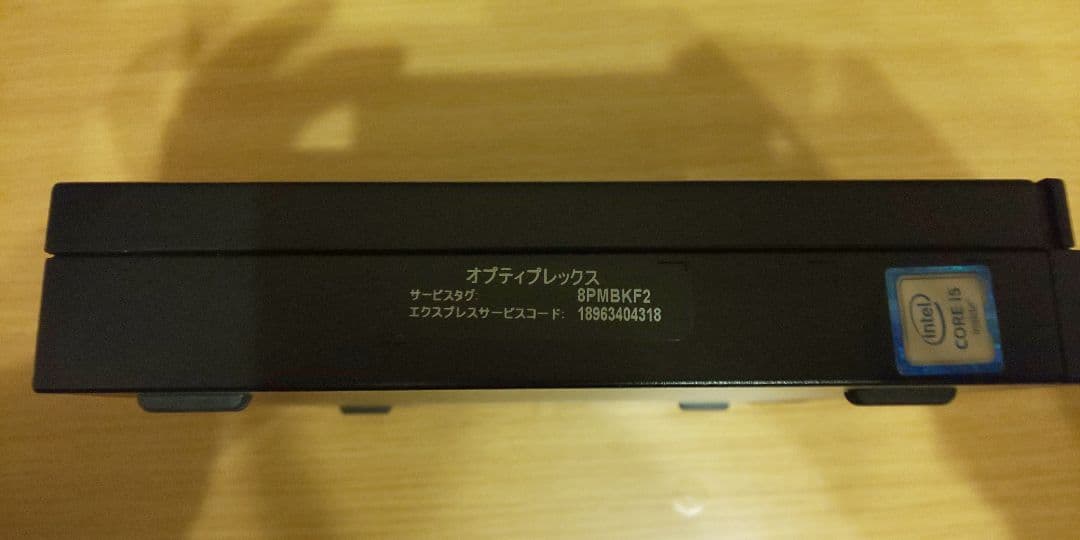 オプティプレックス
サービスタグ: 8PMBKF2
エクスプレスサービスコード: 18963404318
intel
CORE i5
inside